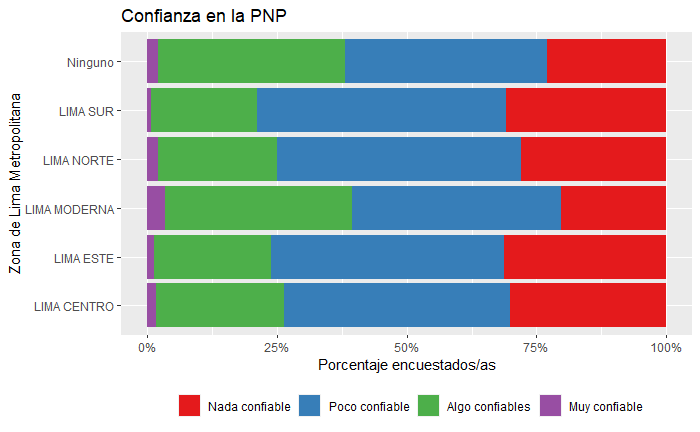 Confianza en la PNP
Zona de Lima Metropolitana
Ninguno
LIMA SUR
LIMA NORTE
LIMA MODERNA
LIMA ESTE
LIMA CENTRO
0% 25% 50% 75% 100%
Porcentaje encuestados/as
Nada confiable Poco confiable Algo confiables Muy confiable